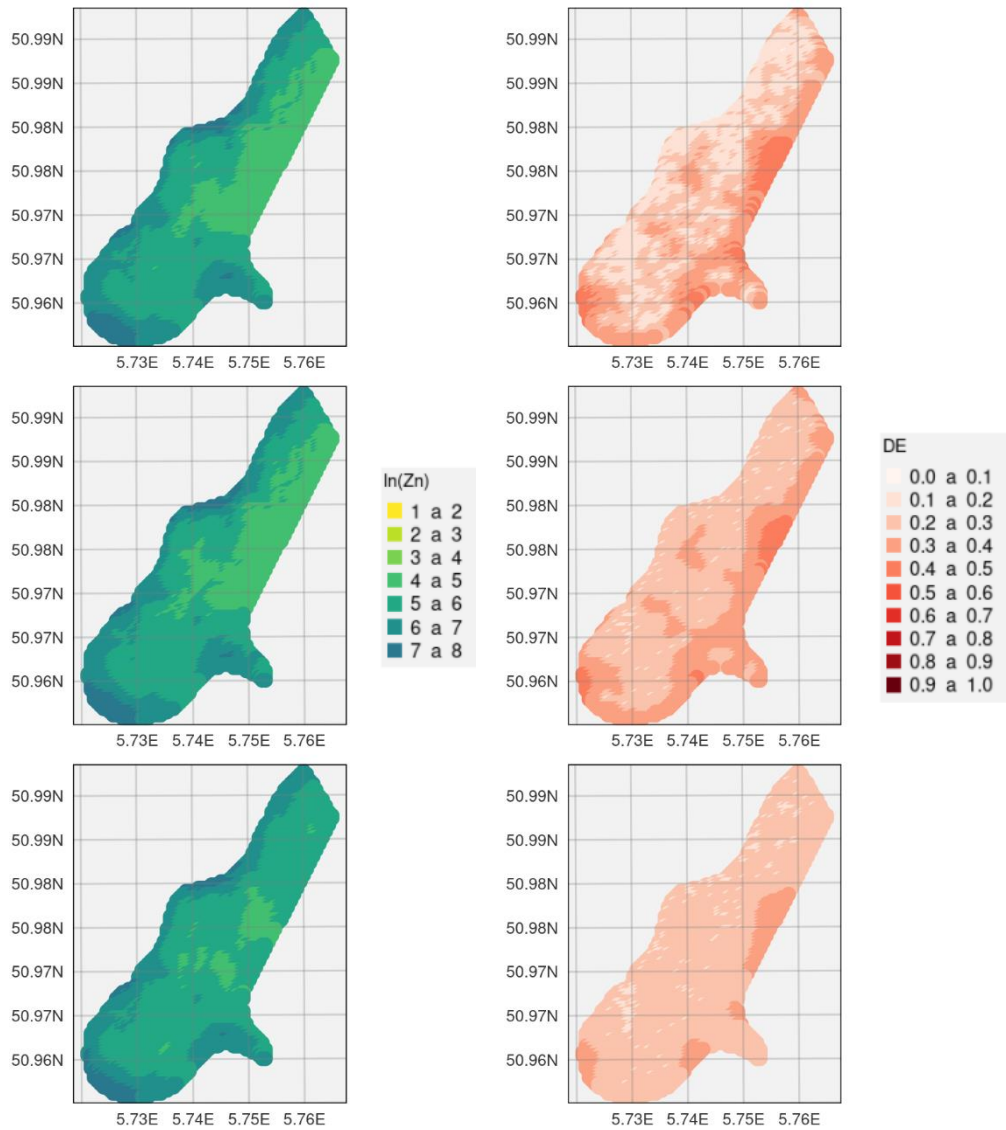 50.99N
50.99N
50.98N
50.98N
50.97N
50.97N
50.96N
5.73E 5.74E 5.75E 5.76E
50.99N
50.99N
50.98N
50.98N
50.97N
50.97N
50.96N
5.73E 5.74E 5.75E 5.76E
50.99N
50.99N
50.98N
50.98N
50.97N
50.97N
50.96N
5.73E 5.74E 5.75E 5.76E
ln(Zn)
1 a 2
2 a 3
3 a 4
4 a 5
5 a 6
6 a 7
7 a 8
50.99N
50.99N
50.98N
50.98N
50.97N
50.97N
50.96N
5.73E 5.74E 5.75E 5.76E
50.99N
50.99N
50.98N
50.98N
50.97N
50.97N
50.96N
5.73E 5.74E 5.75E 5.76E
50.99N
50.99N
50.98N
50.98N
50.97N
50.97N
50.96N
5.73E 5.74E 5.75E 5.76E
DE
0.0 a 0.1
0.1 a 0.2
0.2 a 0.3
0.3 a 0.4
0.4 a 0.5
0.5 a 0.6
0.6 a 0.7
0.7 a 0.8
0.8 a 0.9
0.9 a 1.0